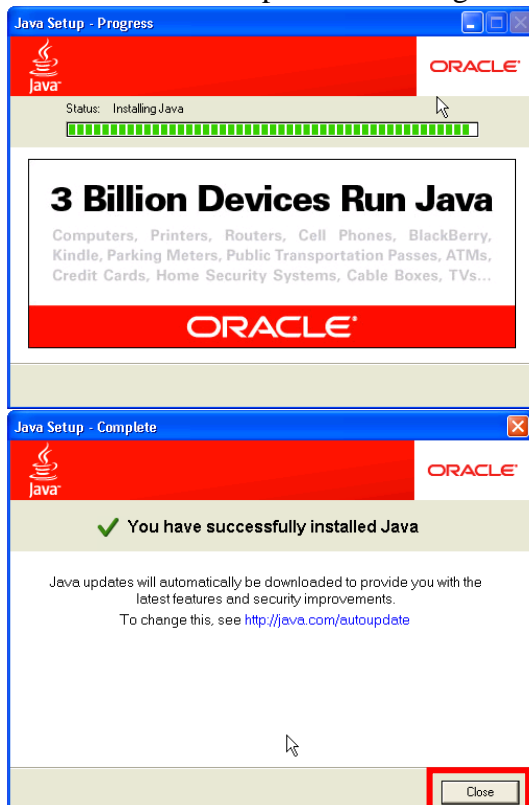 Java Setup - Progress
Java
ORACLE
Status: Installing Java
3 Billion Devices Run Java
Computers, Printers, Routers, Cell Phones, BlackBerry,
Kindle, Parking Meters, Public Transportation Passes, ATMs,
Credit Cards, Home Security Systems, Cable Boxes, TVs...
ORACLE
Java Setup - Complete
Java
ORACLE
You have successfully installed Java
Java updates will automatically be downloaded to provide you with the
latest features and security improvements.
To change this, see http://java.com/autoupdate
Close